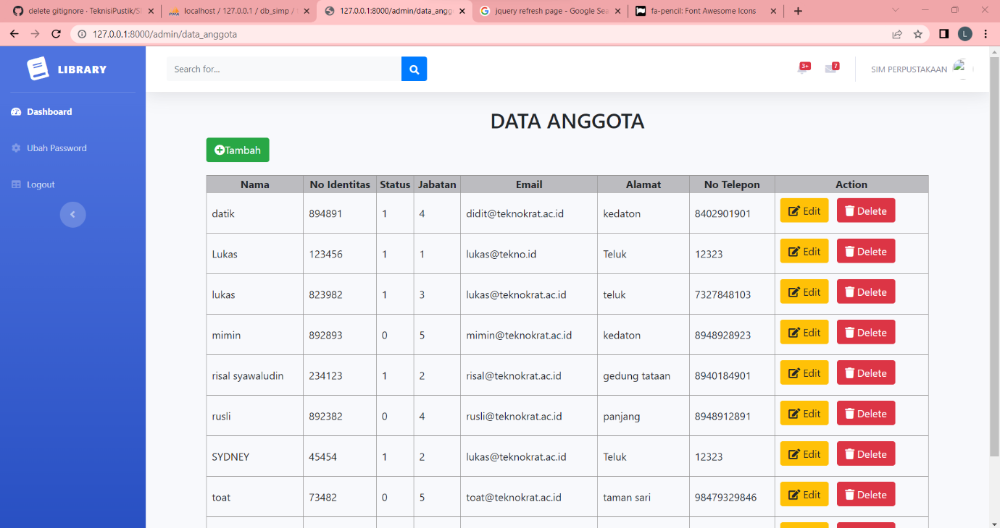 delete gitignore · TeknisiPustik/SI
localhost / 127.0.0.1 / db_simp /
127.0.0.1:8000/admin/data_angg
jquery refresh page - Google Sea
fa-pencil: Font Awesome Icons
127.0.0.1:8000/admin/data_anggota
L
LIBRARY
Search for...
3+
7
SIM PERPUSTAKAAN
Dashboard
Ubah Password
Logout
DATA ANGGOTA
Tambah
Nama No Identitas Status Jabatan Email Alamat No Telepon Action
datik 894891 1 4 didit@teknokrat.ac.id kedaton 8402901901 Edit Delete
Lukas 123456 1 1 lukas@tekno.id Teluk 12323 Edit Delete
lukas 823982 1 3 lukas@teknokrat.ac.id teluk 7327848103 Edit Delete
mimin 892893 0 5 mimin@teknokrat.ac.id kedaton 8948928923 Edit Delete
risal syawaludin 234123 1 2 risal@teknokrat.ac.id gedung tataan 8940184901 Edit Delete
rusli 892382 0 4 rusli@teknokrat.ac.id panjang 8948912891 Edit Delete
SYDNEY 45454 1 2 lukas@teknokrat.ac.id Teluk 12323 Edit Delete
toat 73482 0 5 toat@teknokrat.ac.id taman sari 98479329846 Edit Delete